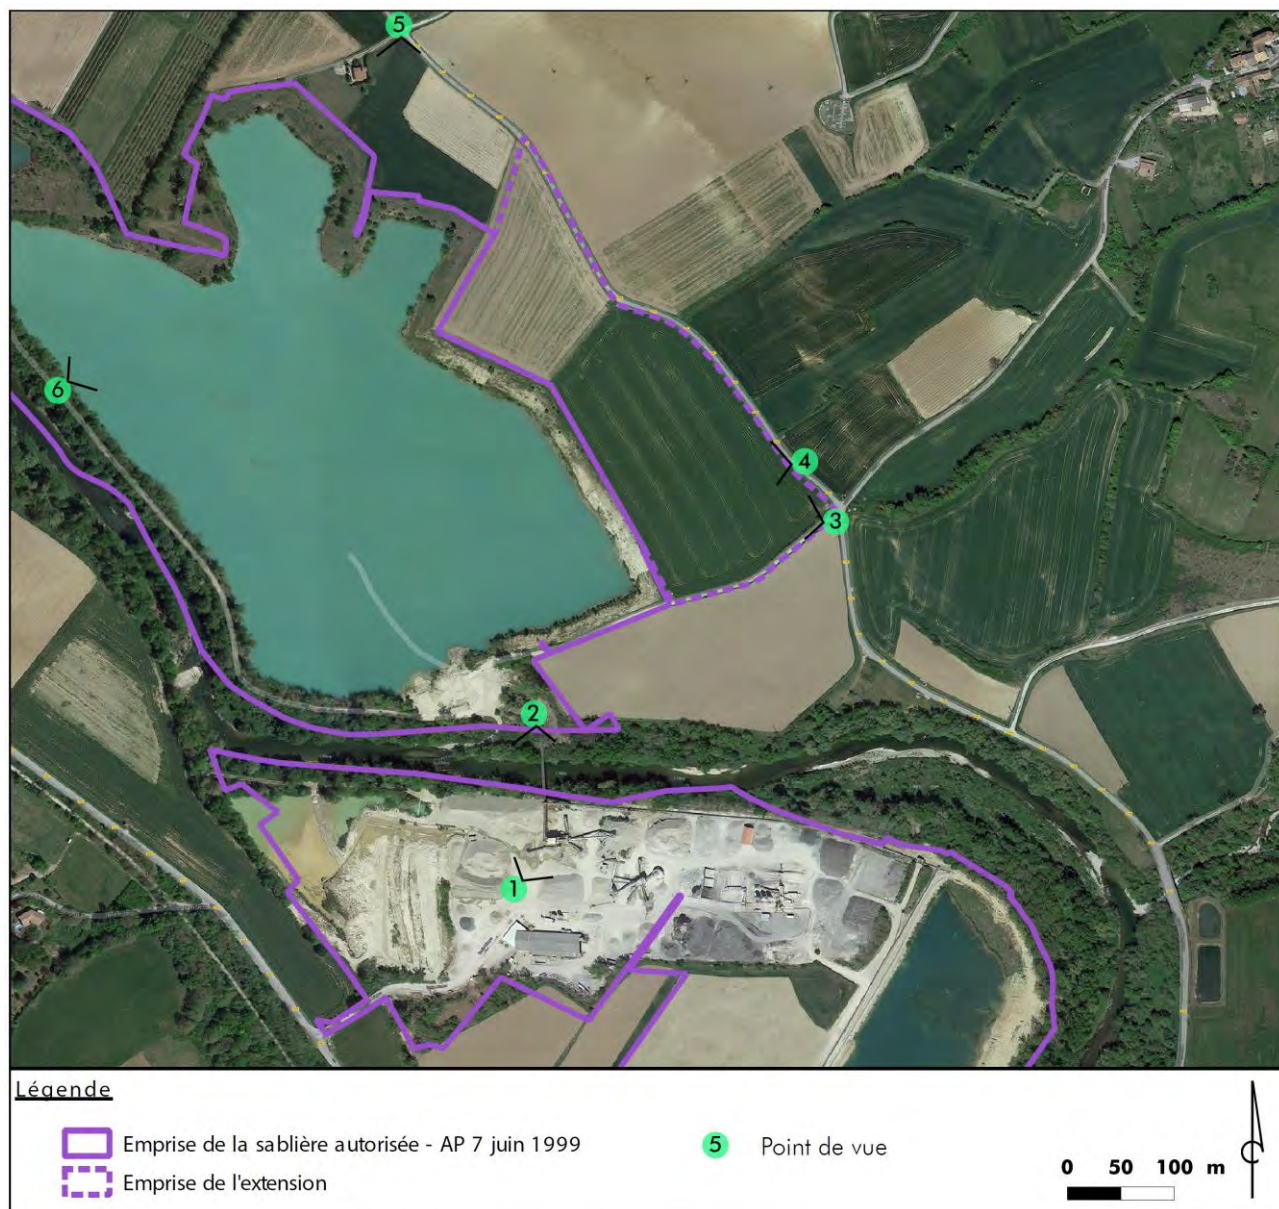 5
6
4
3
2
1
Légende
Emprise de la sablière autorisée - AP 7 juin 1999
Emprise de l'extension
5 Point de vue
0 50 100 m